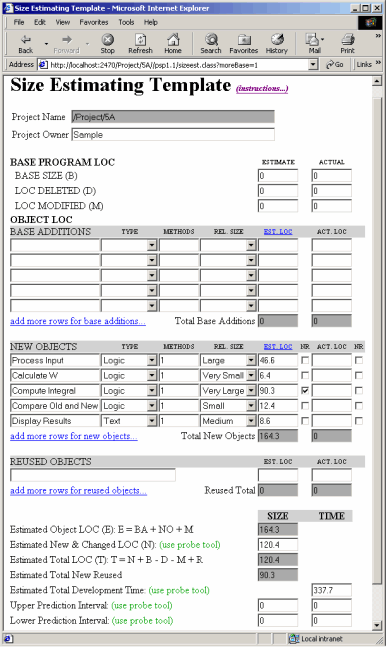 Size Estimating Template - Microsoft Internet Explorer
File Edit View Favorites Tools Help
Back Forward Stop Refresh Home Search Favorites History Mail Print
Address http://localhost:2470/Project/5A//psp1.1/sizeest.class?moreBase=1 Go Links »
Size Estimating Template (instructions...)
Project Name /Project/5A
Project Owner Sample
BASE PROGRAM LOC ESTIMATE ACTUAL
BASE SIZE (B) 0 0
LOC DELETED (D) 0 0
LOC MODIFIED (M) 0 0
OBJECT LOC
BASE ADDITIONS TYPE METHODS REL. SIZE EST. LOC ACT. LOC
add more rows for base additions... Total Base Additions 0 0
NEW OBJECTS TYPE METHODS REL. SIZE EST. LOC NR ACT. LOC NR
Process Input Logic 1 Large 46.6
Calculate W Logic 1 Very Small 6.4
Compute Integral Logic 1 Very Large 90.3
Compare Old and New Logic 1 Small 12.4
Display Results Text 1 Medium 8.6
add more rows for new objects... Total New Objects 164.3 0
REUSED OBJECTS EST. LOC ACT. LOC
add more rows for reused objects... Reused Total 0 0
SIZE TIME
Estimated Object LOC (E): E = BA + NO + M 164.3
Estimated New & Changed LOC (N): (use probe tool) 120.4
Estimated Total LOC (T): T = N + B - D - M + R 120.4
Estimated Total New Reused 90.3
Estimated Total Development Time: (use probe tool) 337.7
Upper Prediction Interval: (use probe tool) 0 0
Lower Prediction Interval: (use probe tool) 0 0
Local intranet